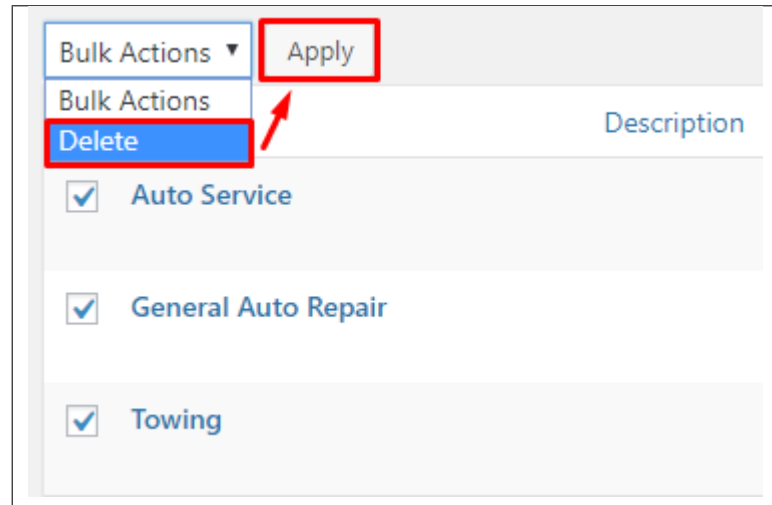 Bulk Actions Apply
Bulk Actions
Delete
Description
Auto Service
General Auto Repair
Towing